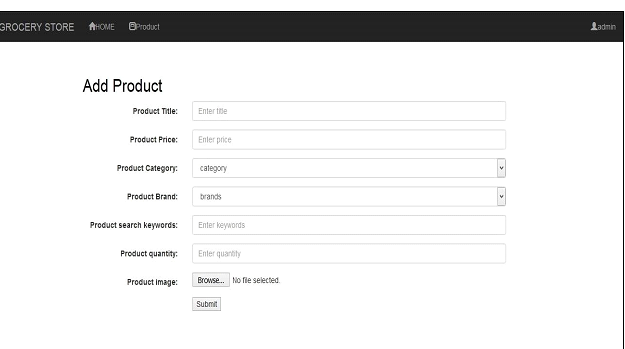 GROCERY STORE HOME Product admin
Add Product
Product Title: Enter title
Product Price: Enter price
Product Category: category
Product Brand: brands
Product search keywords: Enter keywords
Product quantity: Enter quantity
Product image: Browse... No file selected.
Submit